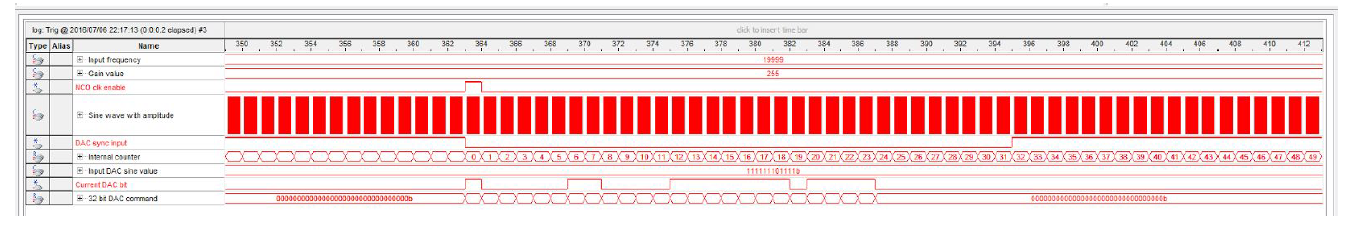 log: Trig @ 2016/07/06 22:17:13 (0:0:0.2 elapsed) #3
click to insert time bar
Type Alias Name 350 352 354 356 358 360 362 364 366 368 370 372 374 376 378 380 382 384 386 388 390 392 394 396 398 400 402 404 406 408 410 412
Input frequency 19999
Gain value 255
NCO clk enable
Sine wave with amplitude
DAC sync input
Internal counter 0 1 2 3 4 5 6 7 8 9 10 11 12 13 14 15 16 17 18 19 20 21 22 23 24 25 26 27 28 29 30 31 32 33 34 35 36 37 38 39 40 41 42 43 44 45 46 47 48 49
Input DAC sine value 111111101111b
Current DAC bit
32 bit DAC command 00000000000000000000000000000000b 00000000000000000000000000000000b